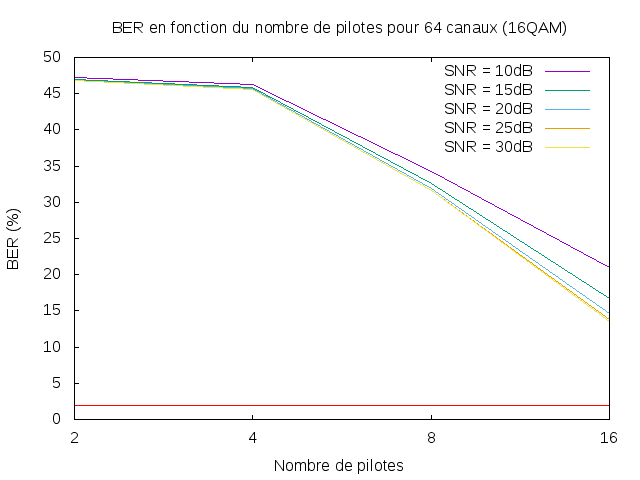 BER en fonction du nombre de pilotes pour 64 canaux (16QAM)
50
45
40
35
30
25
20
15
10
5
0
BER (%)
SNR = 10dB
SNR = 15dB
SNR = 20dB
SNR = 25dB
SNR = 30dB
2 4 8 16
Nombre de pilotes